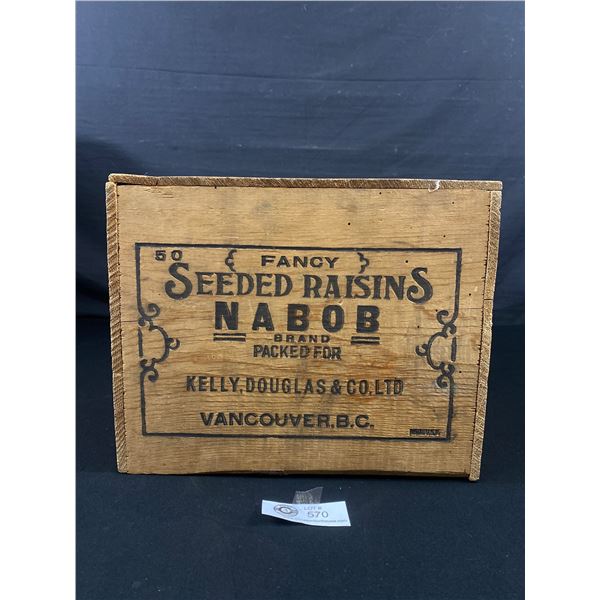 50
FANCY
SEEDED RAISINS
NABOB
BRAND
PACKED FOR
KELLY, DOUGLAS & CO, LTD
VANCOUVER, B.C.
LOT #
570